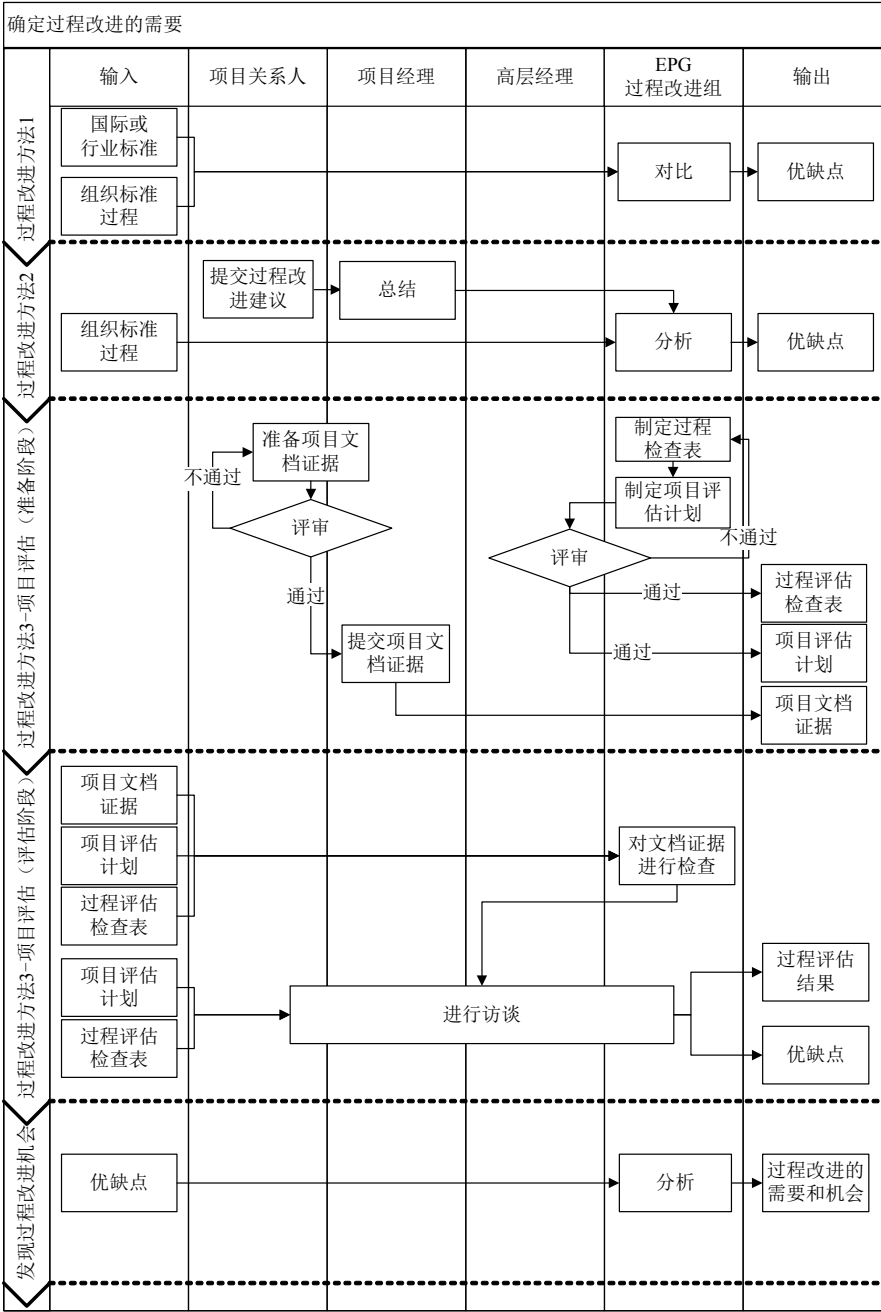 确定过程改进的需要
输入
项目关系人
项目经理
高层经理
EPG
过程改进组
输出
过程改进方法1
国际或
行业标准
组织标准
过程
对比
优缺点
过程改进方法2
提交过程改
进建议
总结
组织标准
过程
分析
优缺点
过程改进方法3-项目评估（准备阶段）
准备项目文
档证据
不通过
评审
通过
提交项目文
档证据
制定过程
检查表
制定项目评
估计划
不通过
评审
通过
过程评估
检查表
通过
项目评估
计划
项目文档
证据
过程改进方法3-项目评估（评估阶段）
项目文档
证据
项目评估
计划
过程评估
检查表
对文档证据
进行检查
项目评估
计划
过程评估
检查表
进行访谈
过程评估
结果
优缺点
发现过程改进机会
优缺点
分析
过程改进的
需要和机会